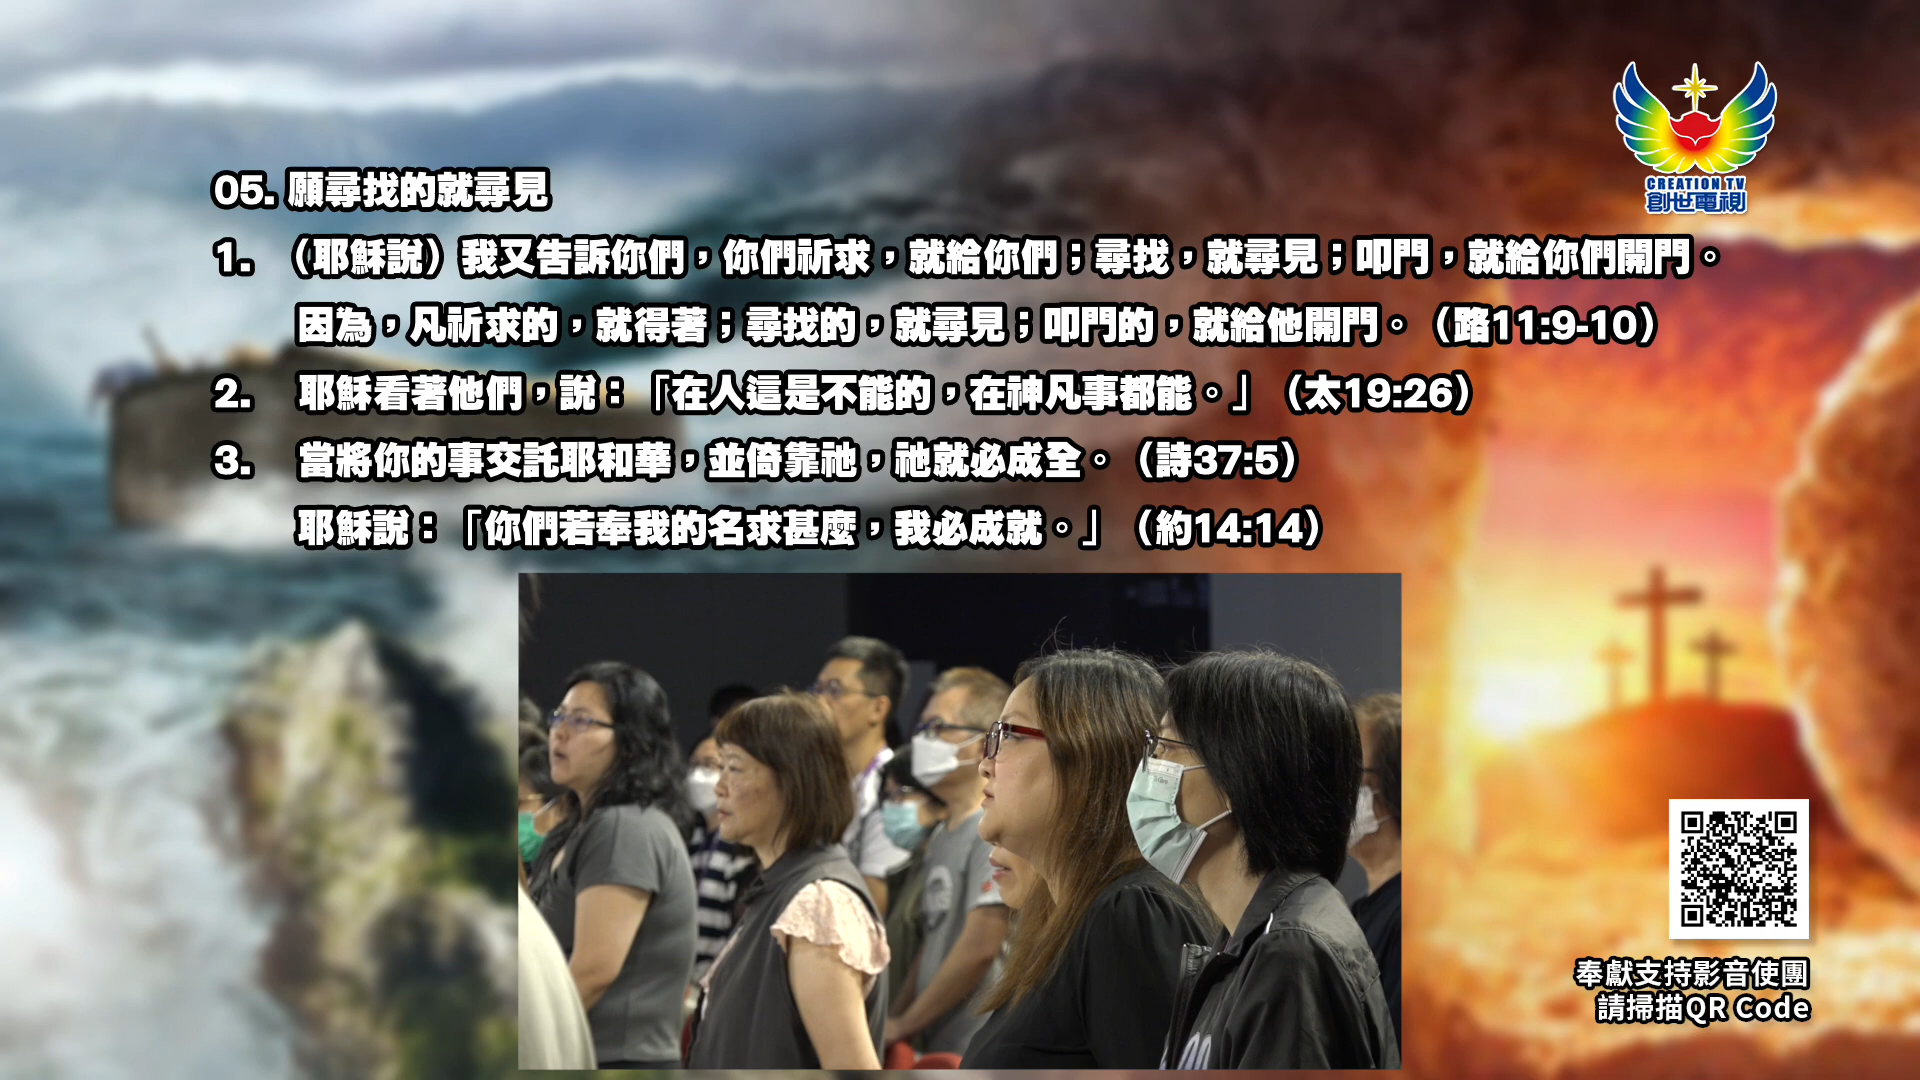 CREATION TV
創世電視
05. 願尋找的就尋見
1. （耶穌說）我又告訴你們，你們祈求，就給你們；尋找，就尋見；叩門，就給你們開門。
因為，凡祈求的，就得著；尋找的，就尋見；叩門的，就給他開門。（路11:9-10）
2. 耶穌看著他們，說：「在人這是不能的，在神凡事都能。」（太19:26）
3. 當將你的事交託耶和華，並倚靠祂，祂就必成全。（詩37:5）
耶穌說：「你們若奉我的名求甚麼，我必成就。」（約14:14）
奉獻支持影音使團
請掃描QR Code